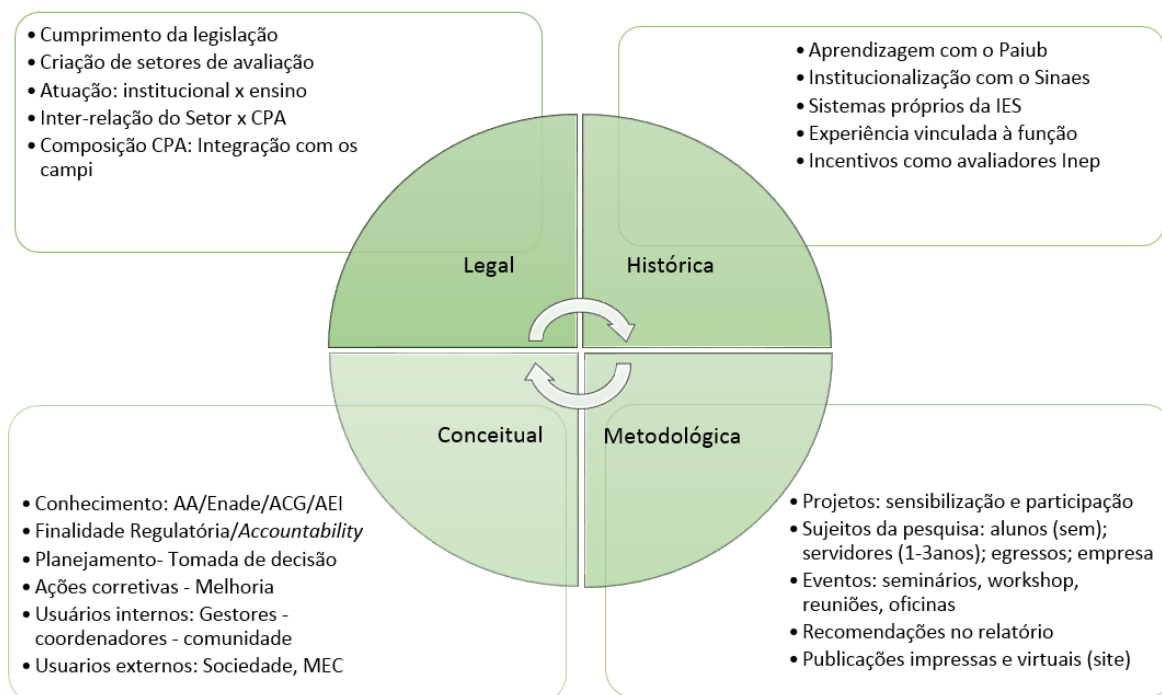 • Cumprimento da legislação
• Criação de setores de avaliação
• Atuação: institucional x ensino
• Inter-relação do Setor x CPA
• Composição CPA: Integração com os
campi
• Aprendizagem com o Paiub
• Institucionalização com o Sinaes
• Sistemas próprios da IES
• Experiência vinculada à função
• Incentivos como avaliadores Inep
Legal
Histórica
Conceitual
Metodológica
• Conhecimento: AA/Enade/ACG/AEI
• Finalidade Regulatória/Accountability
• Planejamento- Tomada de decisão
• Ações corretivas - Melhoria
• Usuários internos: Gestores -
coordenadores - comunidade
• Usuarios externos: Sociedade, MEC
• Projetos: sensibilização e participação
• Sujeitos da pesquisa: alunos (sem);
servidores (1-3anos); egressos; empresa
• Eventos: seminários, workshop,
reuniões, oficinas
• Recomendações no relatório
• Publicações impressas e virtuais (site)